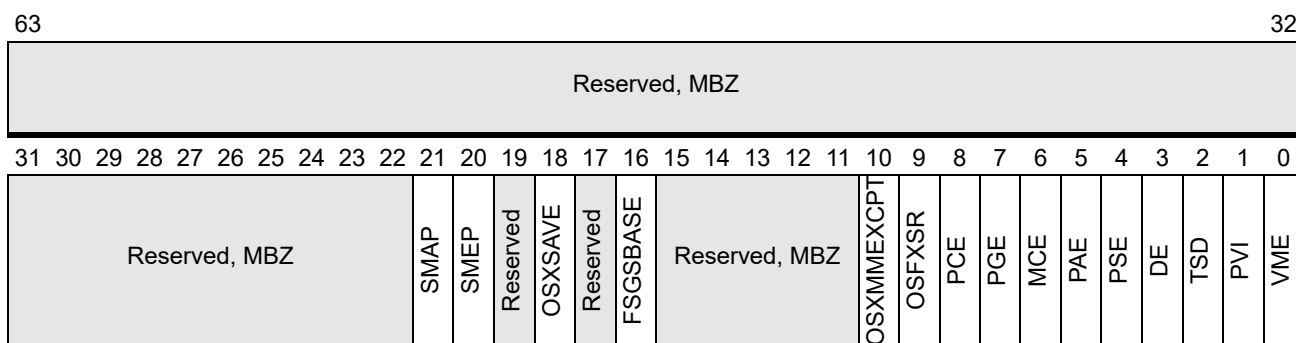 63 32
Reserved, MBZ
31 30 29 28 27 26 25 24 23 22 21 20 19 18 17 16 15 14 13 12 11 10 9 8 7 6 5 4 3 2 1 0
Reserved, MBZ SMAP SMEP Reserved OSXSAVE Reserved FSGSBASE Reserved, MBZ OSXMMEXCPT OSFXSR PCE PGE MCE PAE PSE DE TSD PVI VME